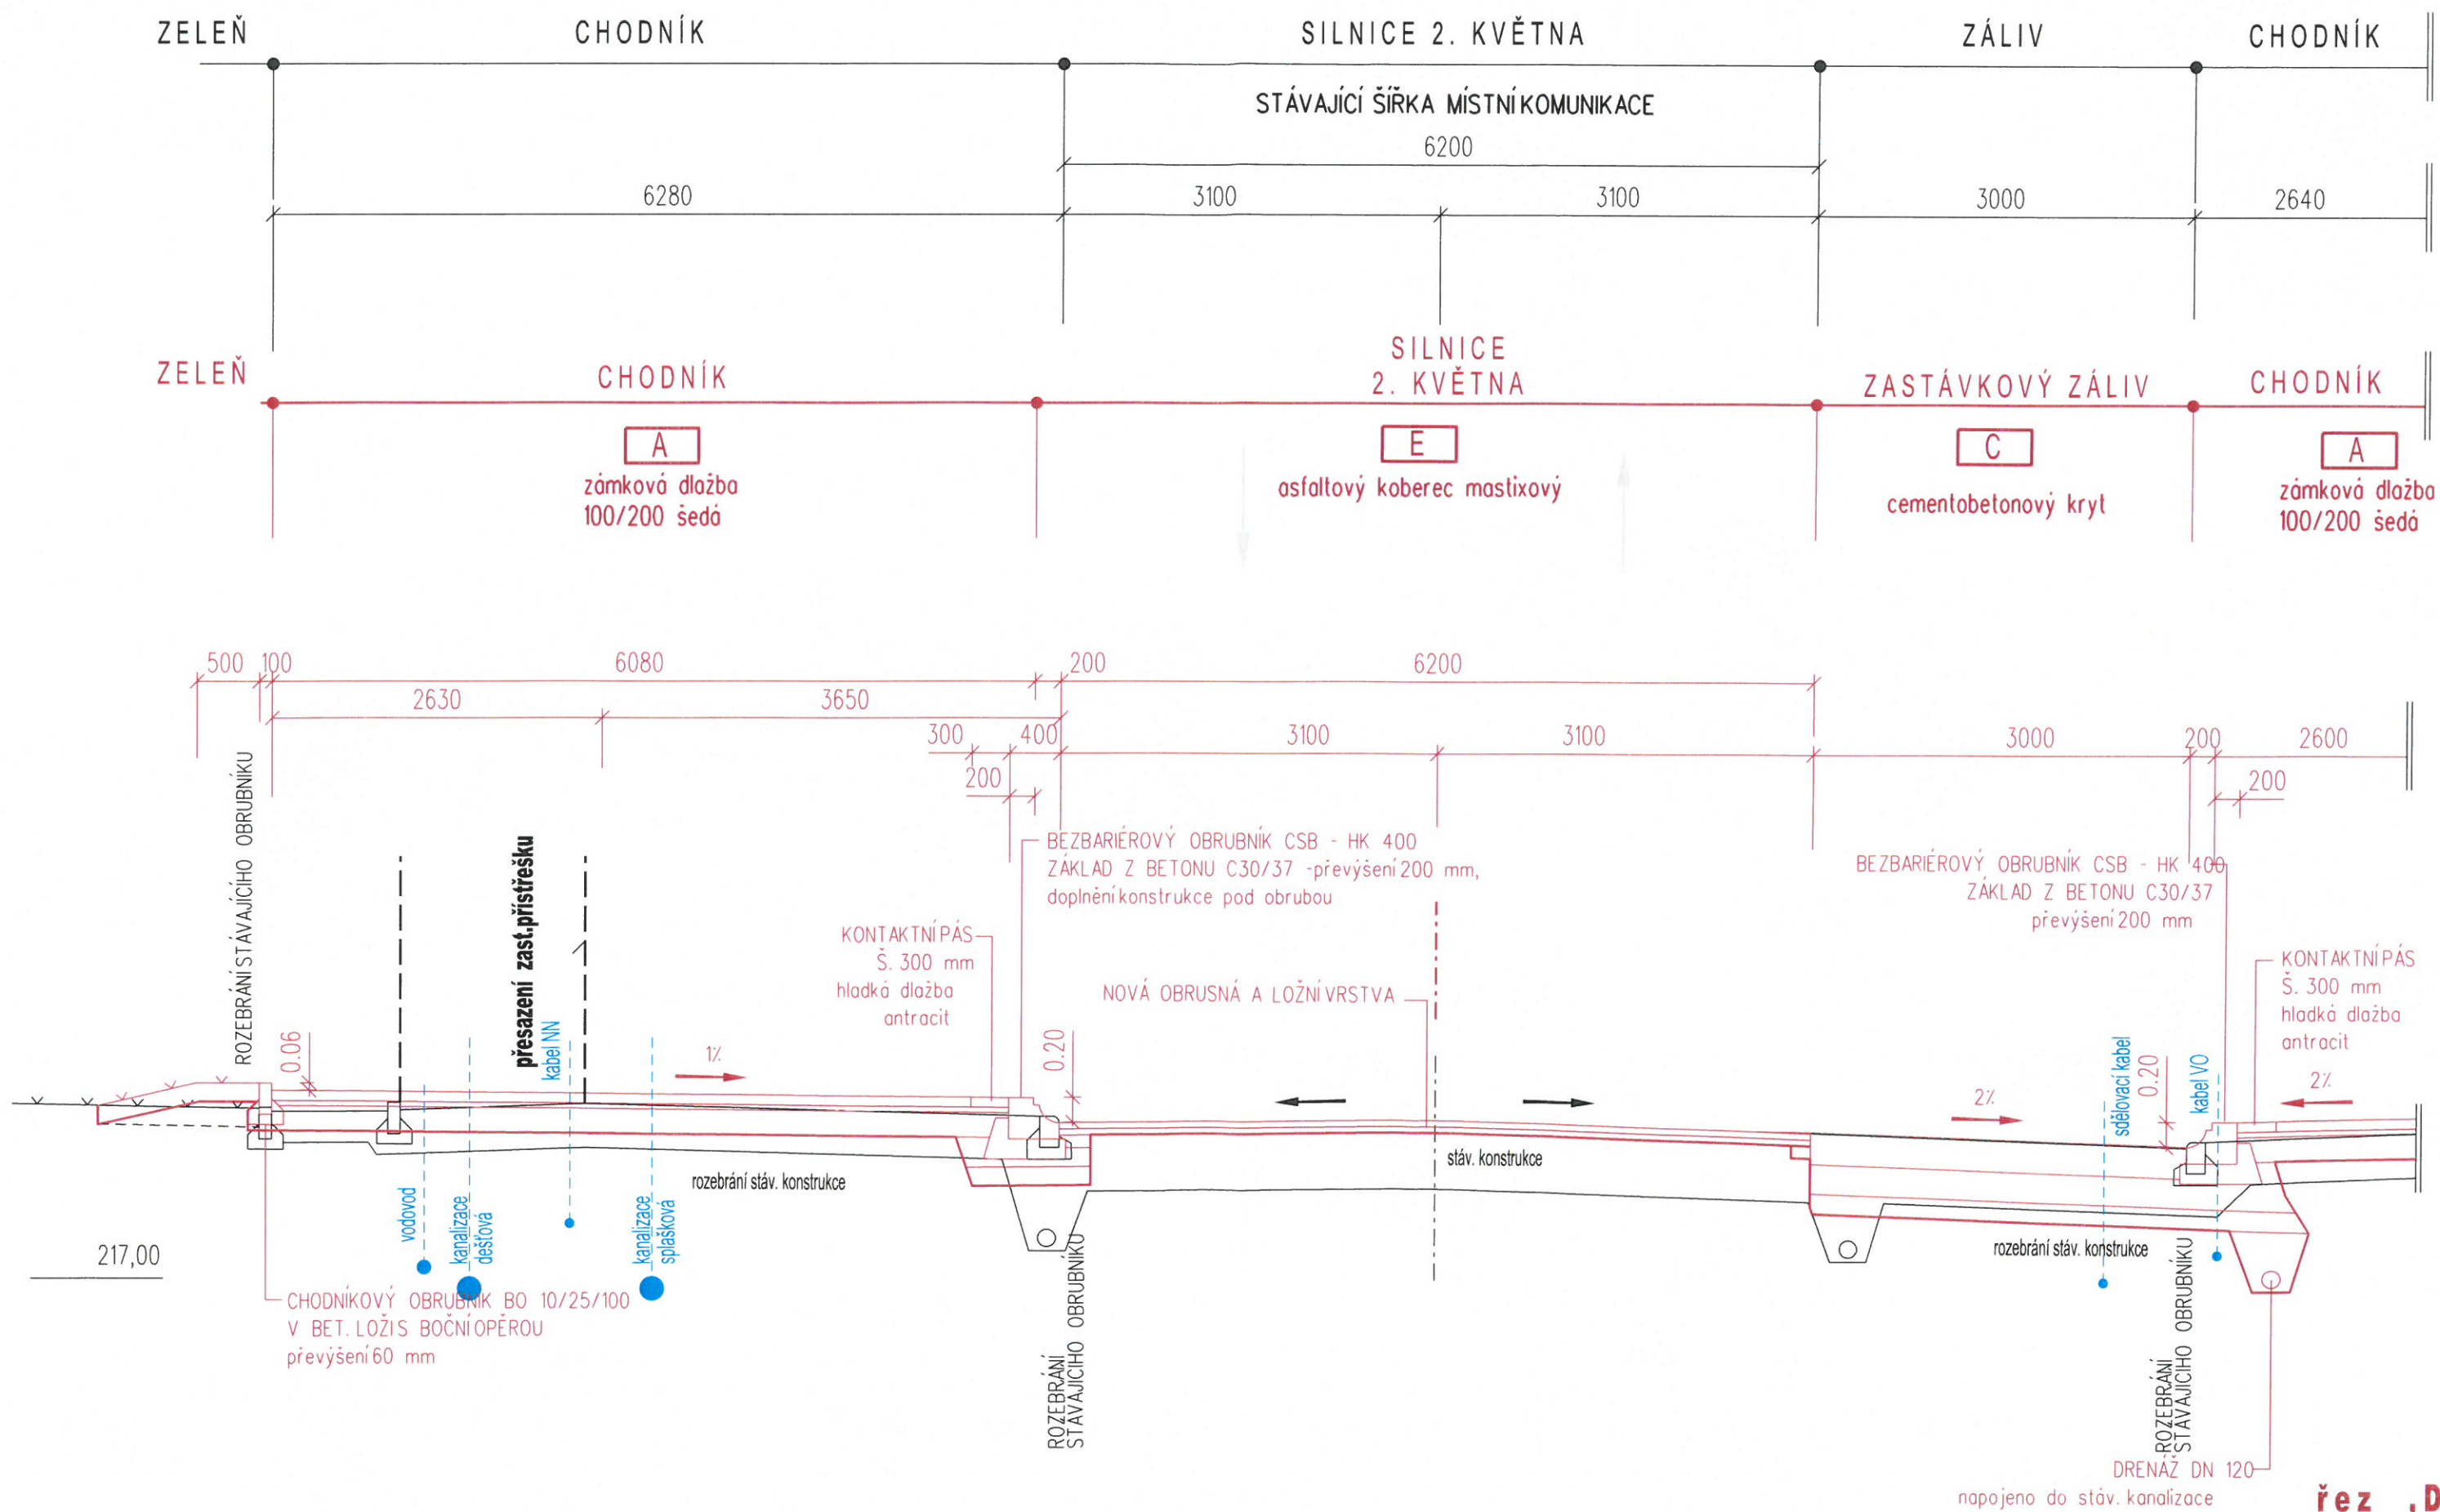 ZELEŇ CHODNÍK SILNICE 2. KVĚTNA ZÁLIV CHODNÍK
STÁVAJÍCÍ ŠÍŘKA MÍSTNÍ KOMUNIKACE
6200
6280 3100 3100 3000 2640
ZELEŇ CHODNÍK SILNICE
2. KVĚTNA ZASTÁVKOVÝ ZÁLIV CHODNÍK
A E C A
zámková dlažba
100/200 šedá
asfaltový koberec mastixový
cementobetonový kryt
zámková dlažba
100/200 šedá
500 100 6080 200 6200
2630 3650
300 400 3100 3100 3000 200 2600
200 200
ROZEBRÁNÍ STÁVAJÍCÍHO OBRUBNÍKU
přesazení zast.přístřešku
BEZBARIÉROVÝ OBRUBNÍK CSB - HK 400
ZÁKLAD Z BETONU C30/37 -převýšení 200 mm,
doplnění konstrukce pod obrubou
BEZBARIÉROVÝ OBRUBNÍK CSB - HK 400
ZÁKLAD Z BETONU C30/37
převýšení 200 mm
KONTAKTNÍ PÁS
Š. 300 mm
hladká dlažba
antracit
NOVÁ OBRUSNÁ A LOŽNÍ VRSTVA
KONTAKTNÍ PÁS
Š. 300 mm
hladká dlažba
antracit
0.06
kabel NN
1%
0.20
2%
sdělovací kabel
0.20
kabel VO
2%
stáv. konstrukce
rozebrání stáv. konstrukce
vodovod
kanalizace
dešťová
kanalizace
splašková
rozebrání stáv. konstrukce
217,00
CHODNÍKOVÝ OBRUBNÍK BO 10/25/100
V BET. LOŽI S BOČNÍ OPĚROU
převýšení 60 mm
ROZEBRÁNÍ
STÁVAJÍCÍHO OBRUBNÍKU
ROZEBRÁNÍ
STÁVAJÍCÍHO OBRUBNÍKU
DRENÁŽ DN 120
napojeno do stáv. kanalizace
řez ,D